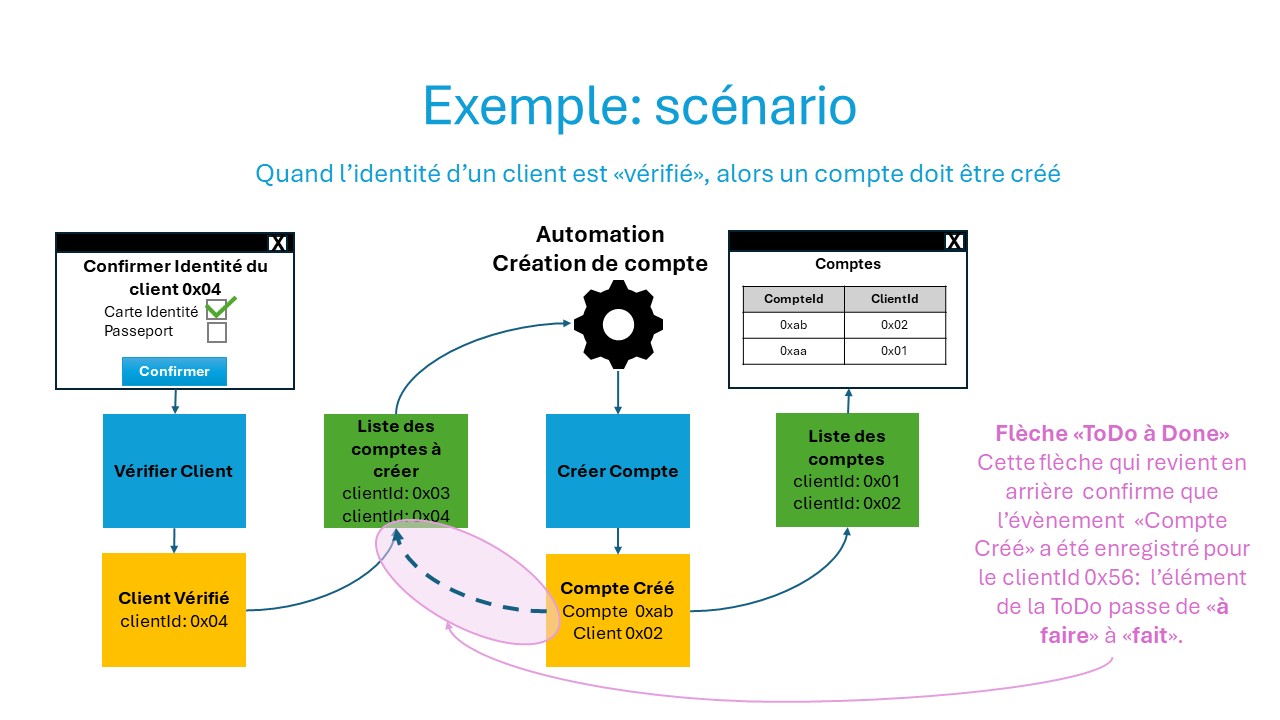 Exemple: scénario
Quand l’identité d’un client est «vérifié», alors un compte doit être créé
X
Confirmer Identité du
client 0x04
Carte Identité
Passeport
Confirmer
Vérifier Client
Client Vérifié
clientId: 0x04
Liste des
comptes à
créer
clientId: 0x03
clientId: 0x04
Automation
Création de compte
Créer Compte
Compte Créé
Compte 0xab
Client 0x02
X
Comptes
CompteId ClientId
0xab 0x02
0xaa 0x01
Liste des
comptes
clientId: 0x01
clientId: 0x02
Flèche «ToDo à Done»
Cette flèche qui revient en
arrière confirme que
l’évènement «Compte
Créé» a été enregistré pour
le clientId 0x56: l’élément
de la ToDo passe de «à
faire» à «fait».